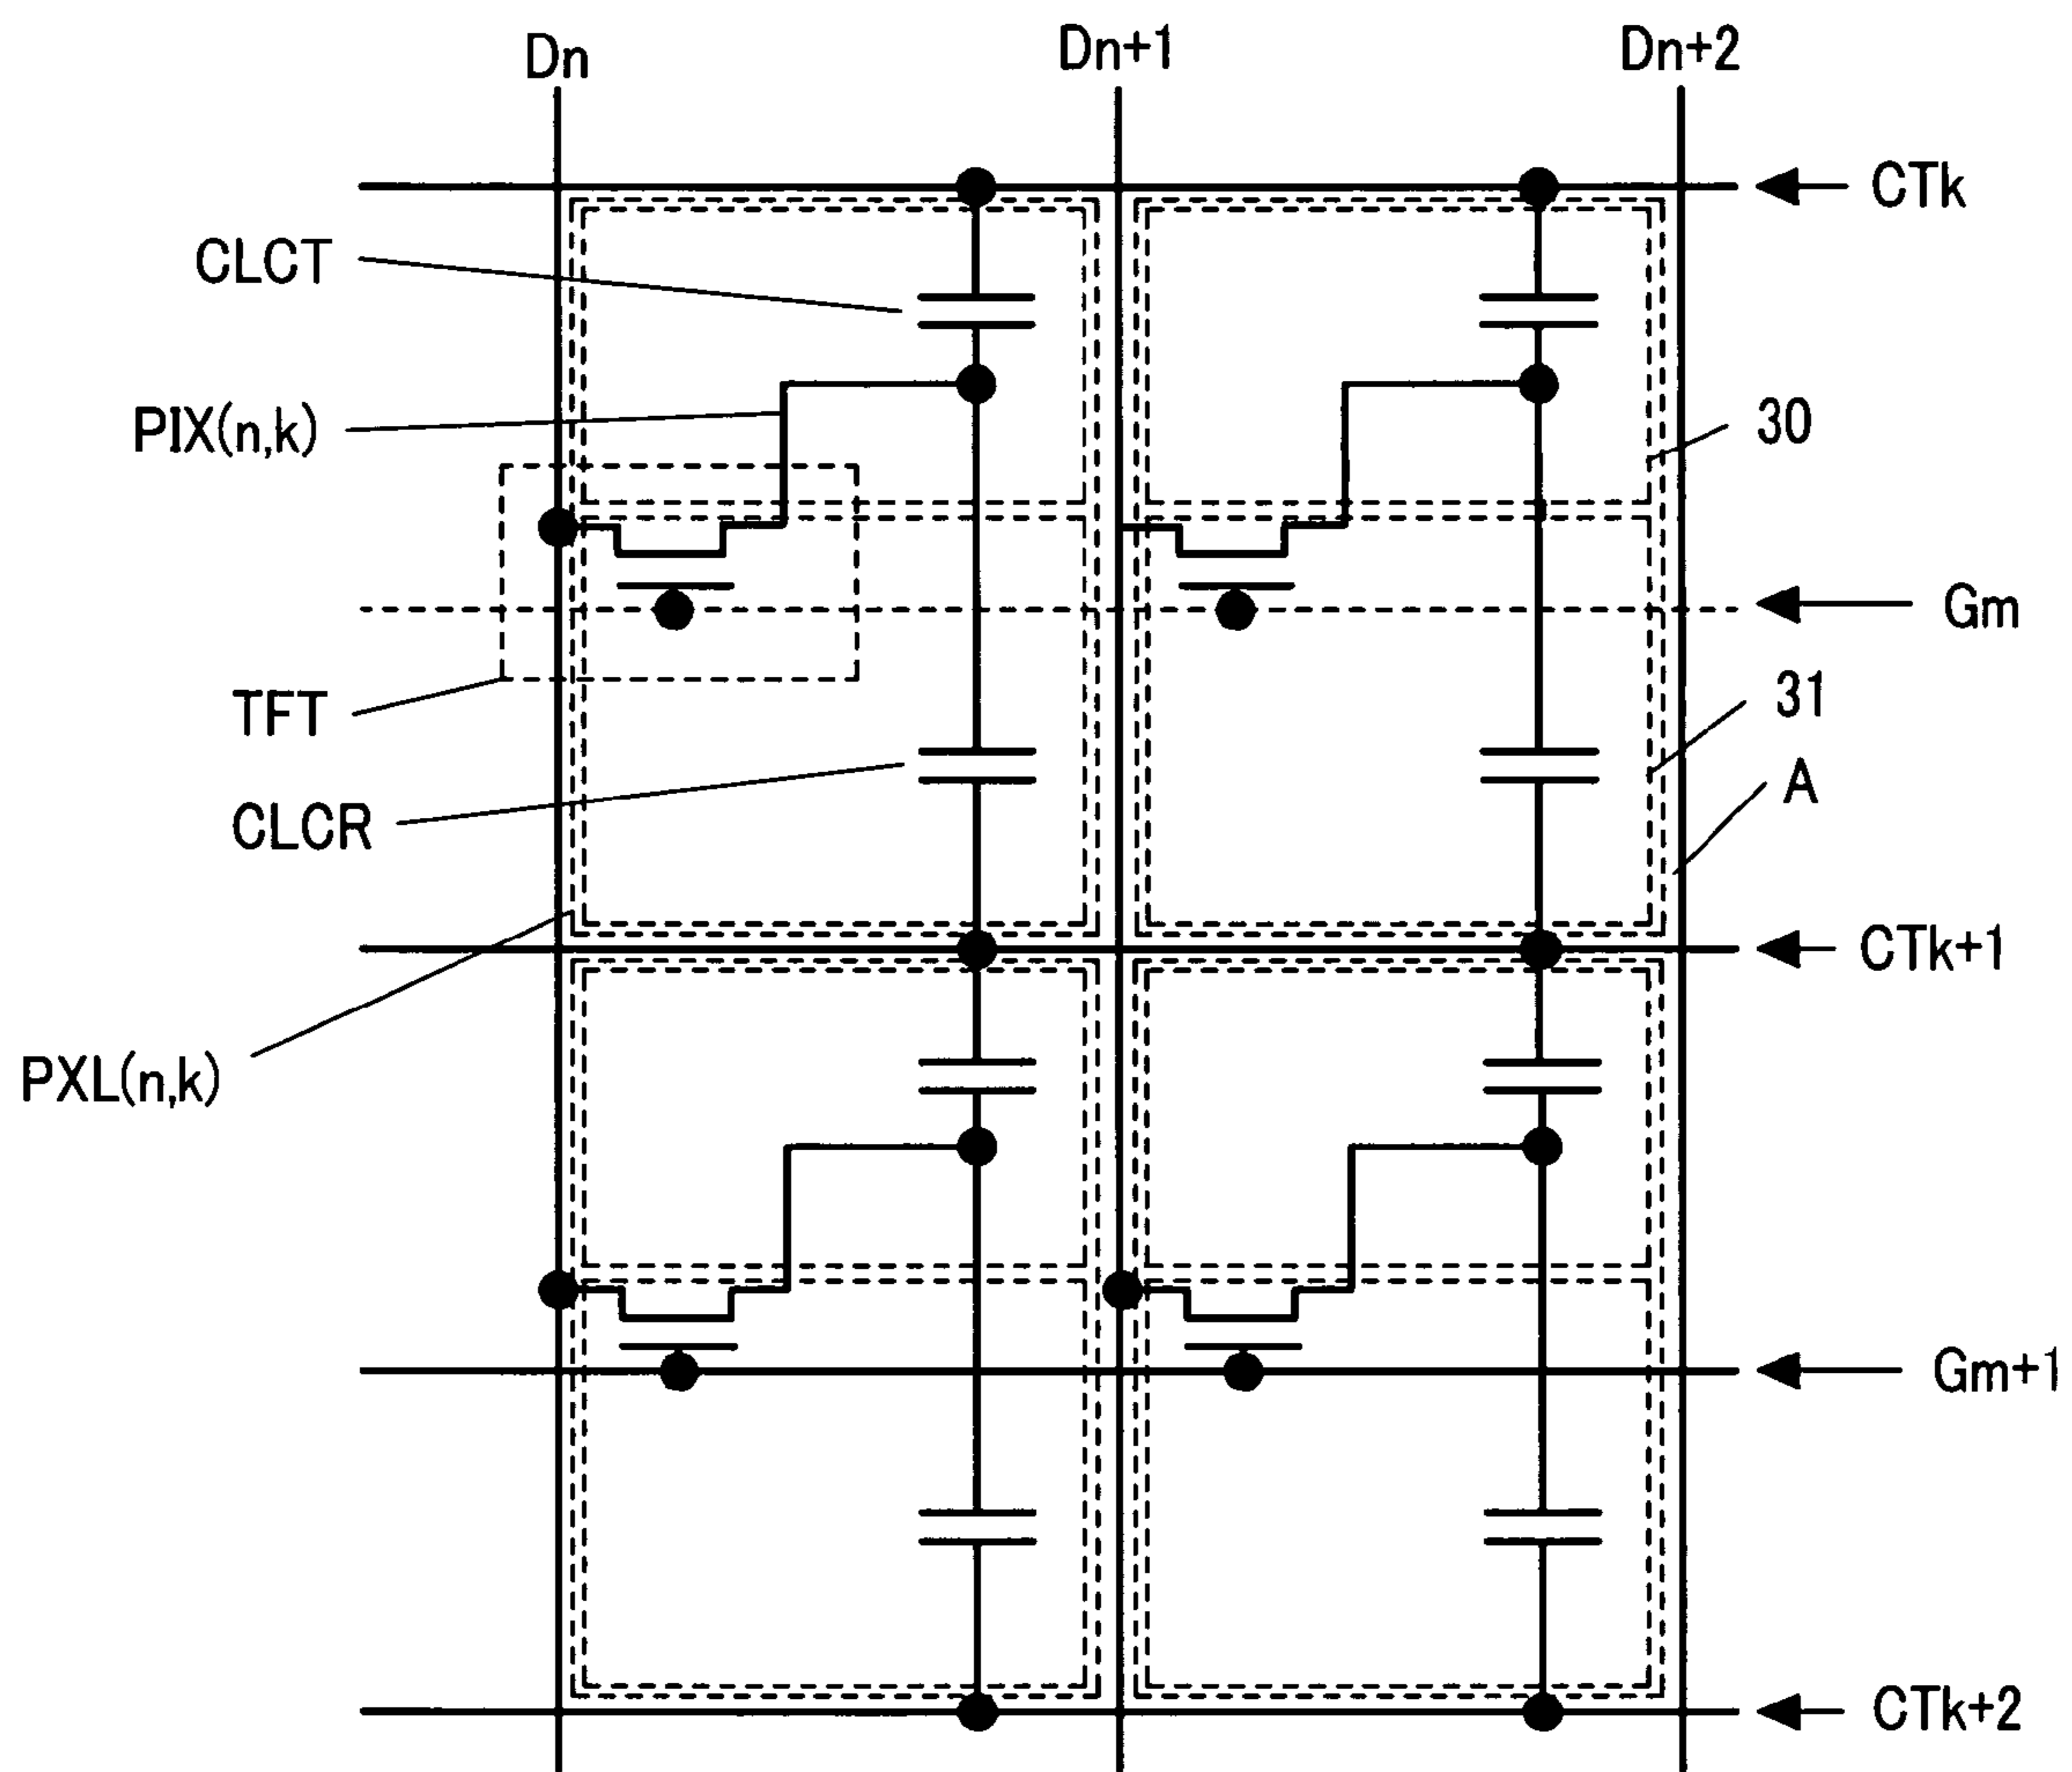 Dn
Dn+1
Dn+2
CTk
CLCT
PIX(n,k)
30
Gm
TFT
31
A
CLCR
CTk+1
PXL(n,k)
Gm+1
CTk+2